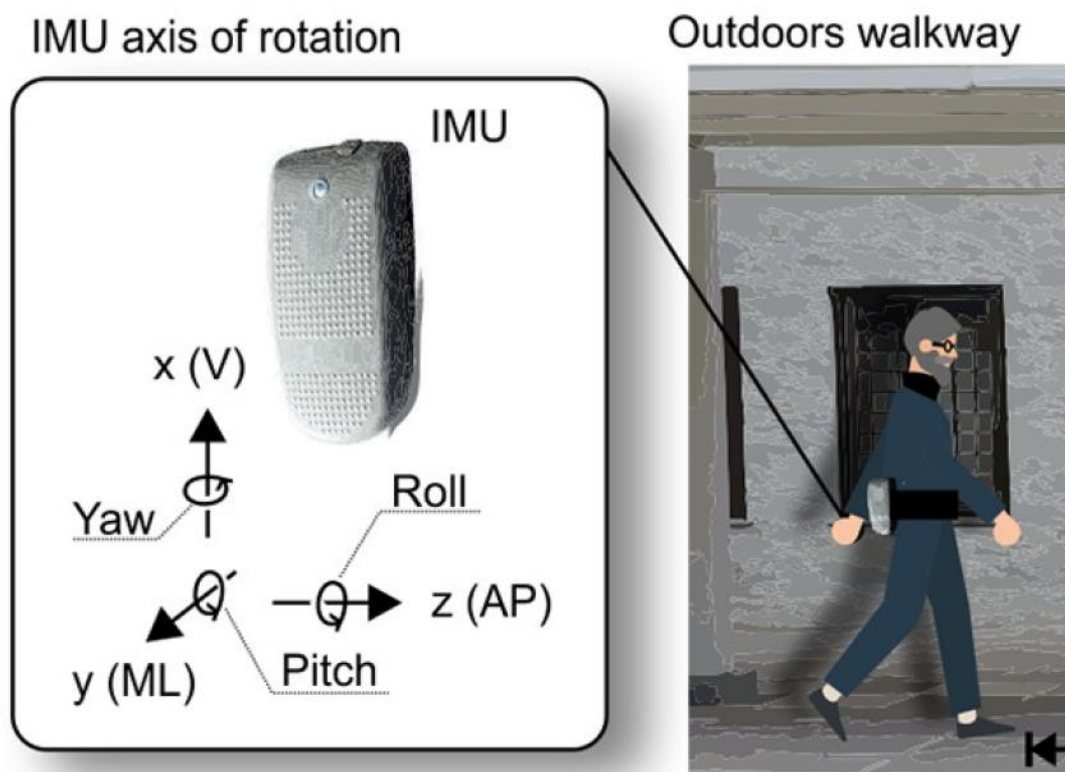 IMU axis of rotation
Outdoors walkway
IMU
x (V)
Yaw
Roll
z (AP)
y (ML)
Pitch